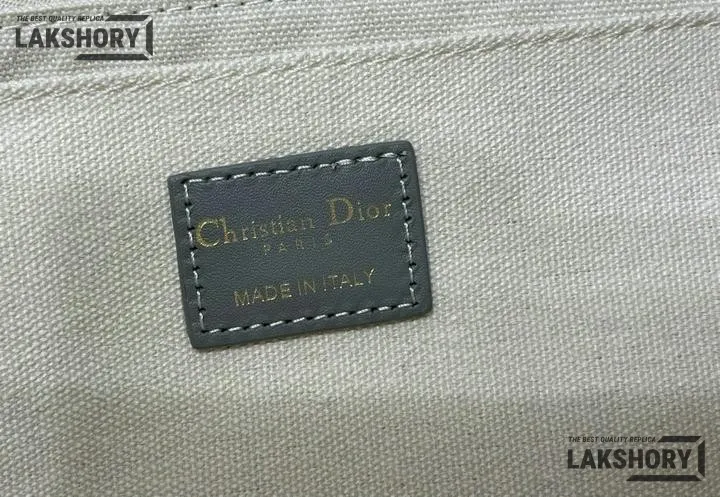 THE BEST QUALITY REPLICA
LAKSHORY
Christian Dior
PARIS
MADE IN ITALY
THE BEST QUALITY REPLICA
LAKSHORY